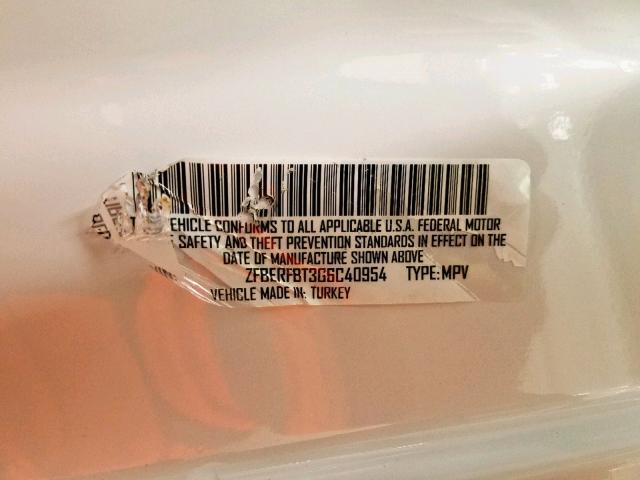 EHICLE CONFORMS TO ALL APPLICABLE U.S.A. FEDERAL MOTOR
SAFETY AND THEFT PREVENTION STANDARDS IN EFFECT ON THE
DATE OF MANUFACTURE SHOWN ABOVE
ZFBERFBT3G6C40954 TYPE: MPV
VEHICLE MADE IN: TURKEY